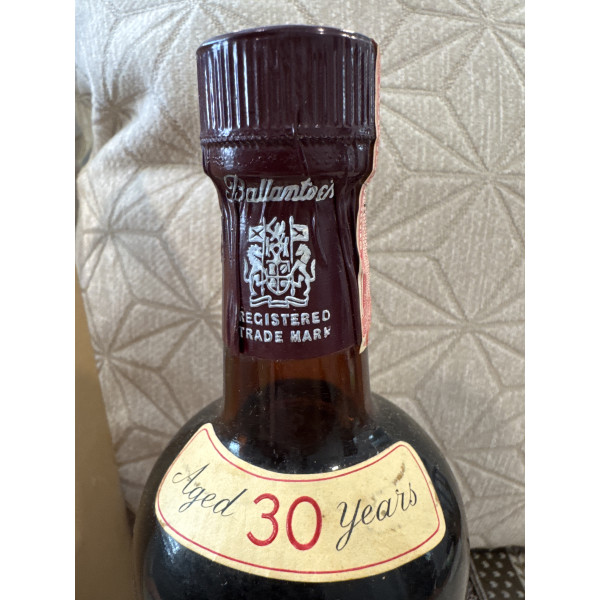 Ballantine's
REGISTERED
TRADE MARK
Aged 30 Years